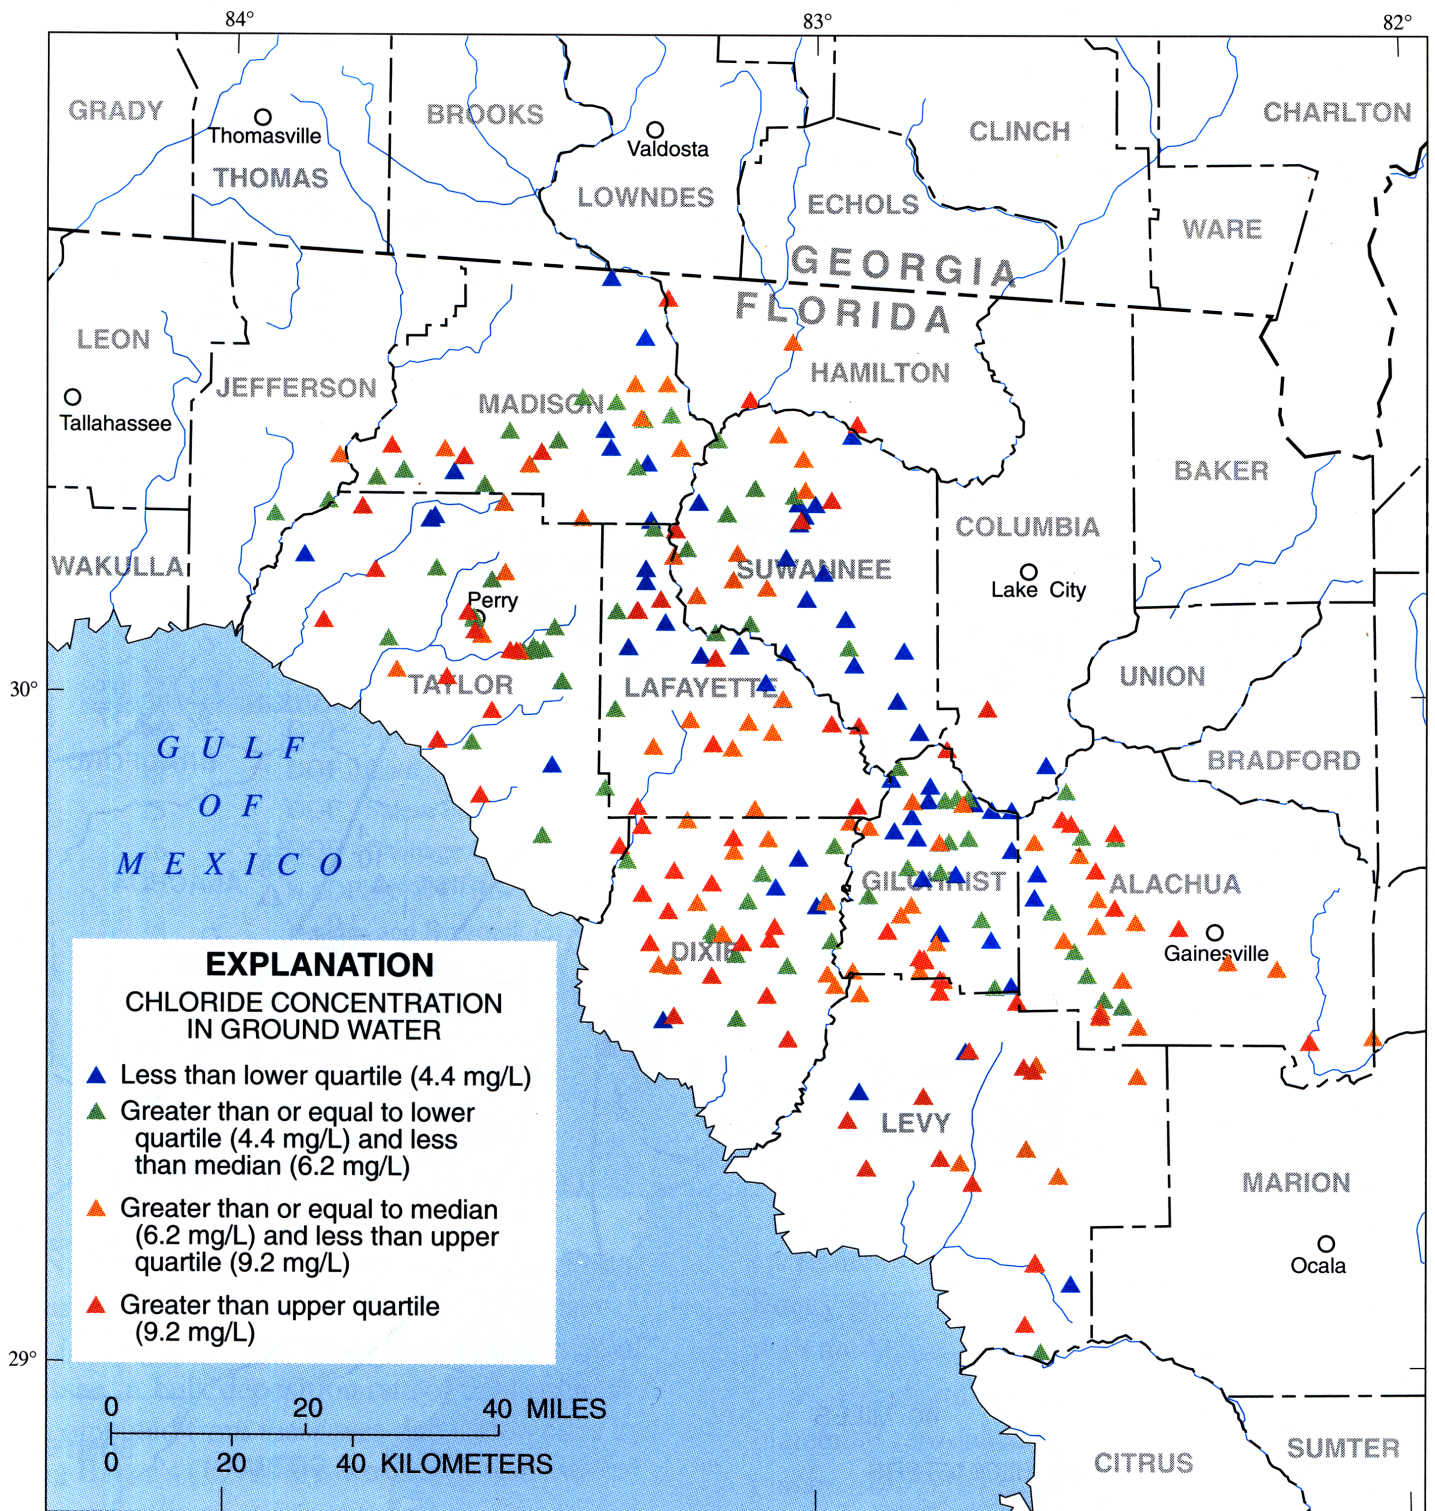 84°
83°
82°
GRADY
Thomasville
THOMAS
BROOKS
Valdosta
LOWNDES
ECHOLS
CLINCH
CHARLTON
WARE
GEORGIA
FLORIDA
LEON
Tallahassee
JEFFERSON
MADISON
HAMILTON
BAKER
COLUMBIA
Lake City
WAKULLA
SUWANNEE
Perry
TAYLOR
LAFAYETTE
UNION
BRADFORD
30°
GULF
OF
MEXICO
GILCHRIST
ALACHUA
Gainesville
DIXIE
LEVY
MARION
Ocala
29°
CITRUS
SUMTER
EXPLANATION
CHLORIDE CONCENTRATION
IN GROUND WATER
Less than lower quartile (4.4 mg/L)
Greater than or equal to lower
quartile (4.4 mg/L) and less
than median (6.2 mg/L)
Greater than or equal to median
(6.2 mg/L) and less than upper
quartile (9.2 mg/L)
Greater than upper quartile
(9.2 mg/L)
0 20 40 MILES
0 20 40 KILOMETERS